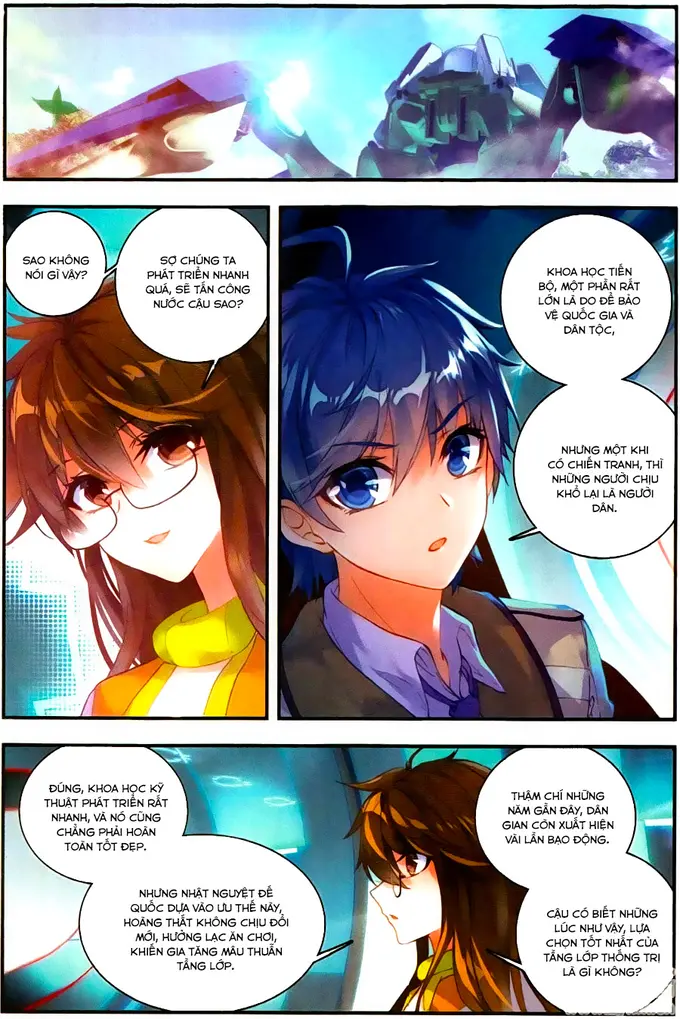 SAO KHÔNG
NÓI GÌ VẬY?
SỢ CHÚNG TA
PHÁT TRIỂN NHANH
QUÁ, SẼ TẤN CÔNG
NƯỚC CẬU SAO?
KHOA HỌC TIẾN
BỘ, MỘT PHẦN RẤT
LỚN LÀ DO ĐỂ BẢO
VỆ QUỐC GIA VÀ
DÂN TỘC,
NHƯNG MỘT KHI
CÓ CHIẾN TRANH, THÌ
NHỮNG NGƯỜI CHỊU
KHỔ LẠI LÀ NGƯỜI
DÂN.
ĐÚNG, KHOA HỌC KỸ
THUẬT PHÁT TRIỂN RẤT
NHANH, VÀ NÓ CŨNG
CHẲNG PHẢI HOÀN
TOÀN TỐT ĐẸP.
NHƯNG NHẬT NGUYỆT ĐẾ
QUỐC DỰA VÀO ƯU THẾ NÀY,
HOÀNG THẤT KHÔNG CHỊU ĐỔI
MỚI, HƯỞNG LẠC ĂN CHƠI,
KHIẾN GIA TĂNG MÂU THUẪN
TẦNG LỚP.
THẬM CHÍ NHỮNG
NĂM GẦN ĐÂY, DÂN
GIAN CÒN XUẤT HIỆN
VÀI LẦN BẠO ĐỘNG.
CẬU CÓ BIẾT NHỮNG
LÚC NHƯ VẬY, LỰA
CHỌN TỐT NHẤT CỦA
TẦNG LỚP THỐNG TRỊ
LÀ GÌ KHÔNG?